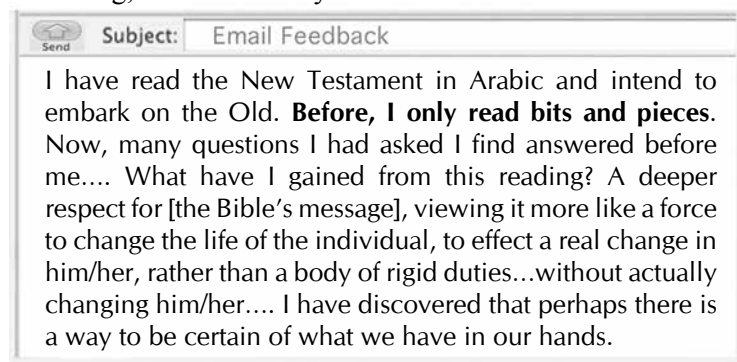 Send Subject: Email Feedback
I have read the New Testament in Arabic and intend to
embark on the Old. Before, I only read bits and pieces.
Now, many questions I had asked I find answered before
me.... What have I gained from this reading? A deeper
respect for [the Bible's message], viewing it more like a force
to change the life of the individual, to effect a real change in
him/her, rather than a body of rigid duties...without actually
changing him/her.... I have discovered that perhaps there is
a way to be certain of what we have in our hands.